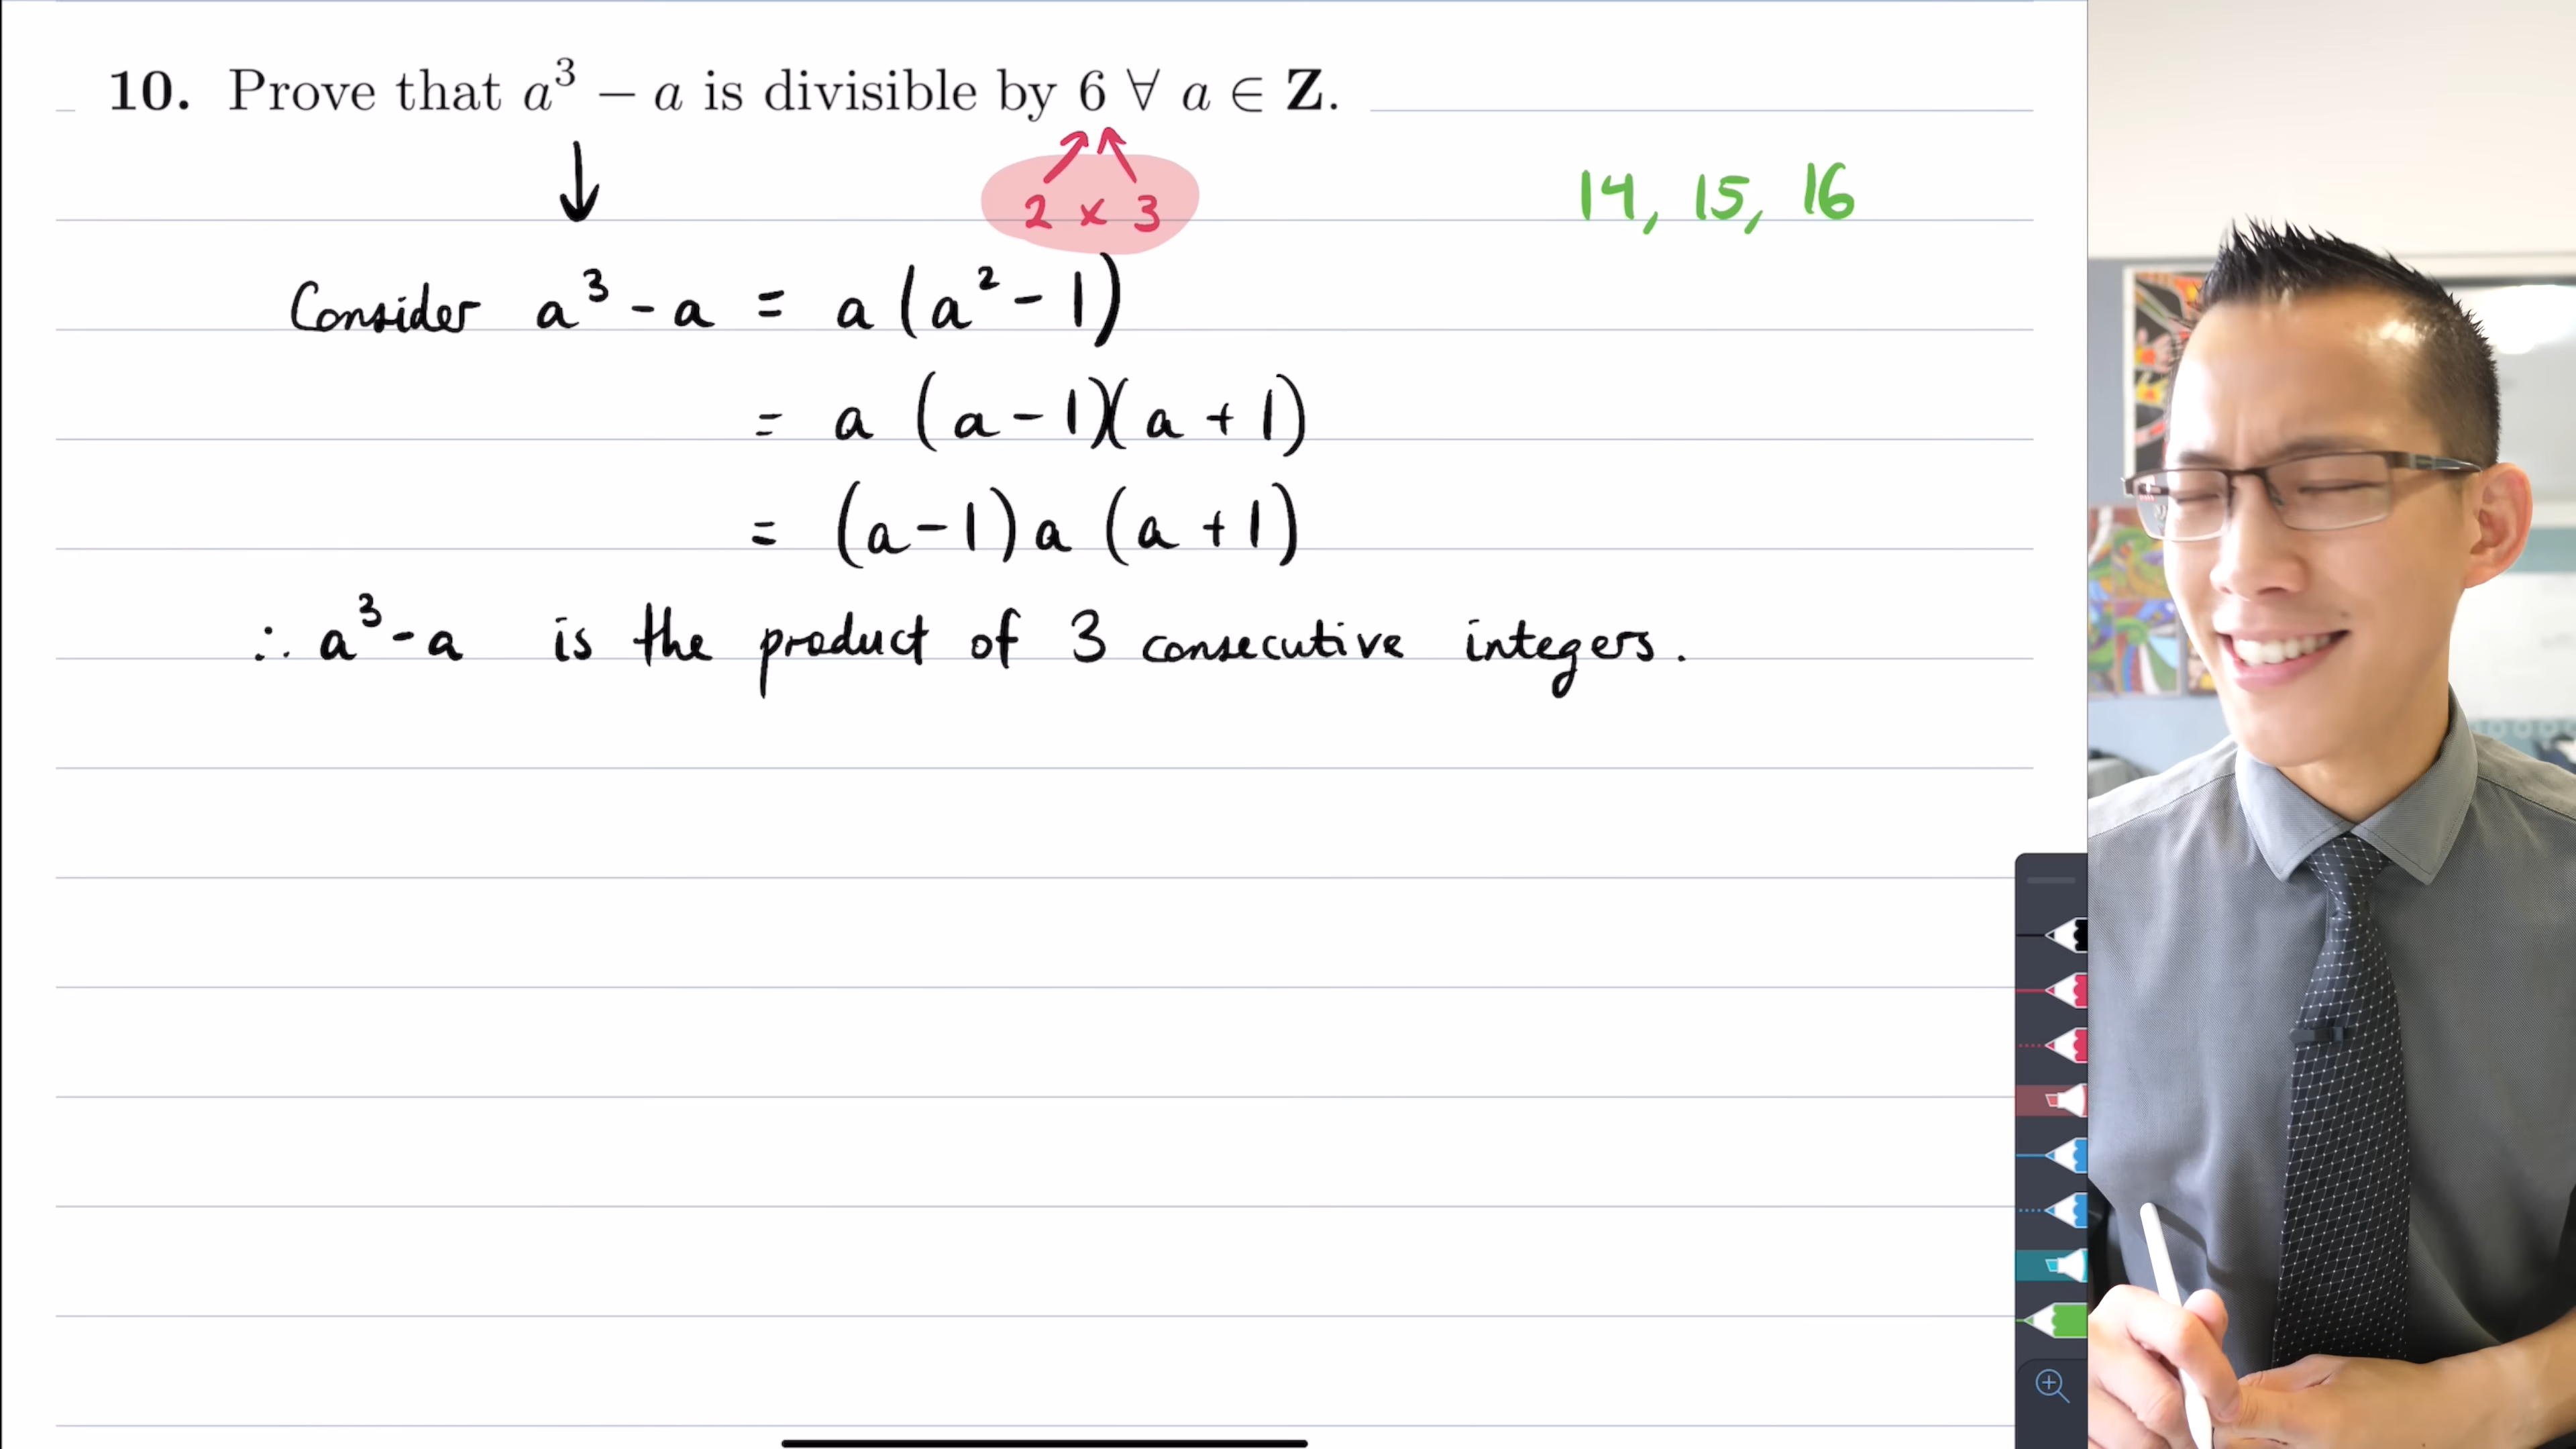 10. Prove that a³ − a is divisible by 6 ∀ a ∈ Z.
2 × 3
14, 15, 16
Consider a³ - a = a (a² - 1)
= a (a - 1)(a + 1)
= (a - 1) a (a + 1)
∴ a³ - a is the product of 3 consecutive integers.